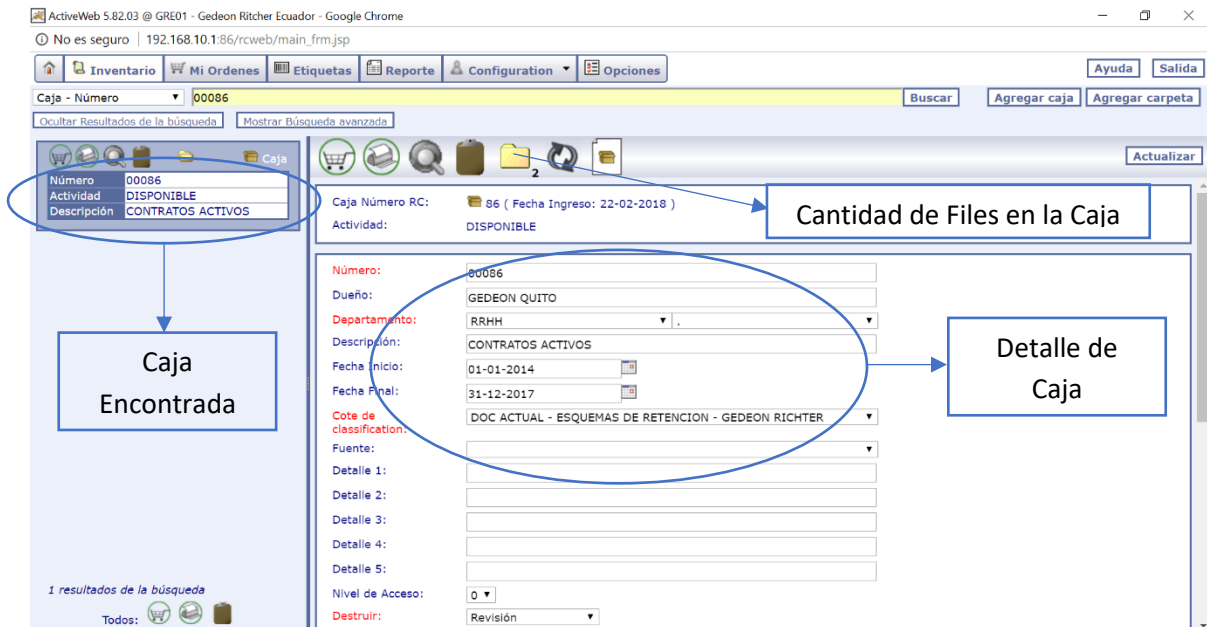 ActiveWeb 5.82.03 @ GRE01 - Gedeon Ritcher Ecuador - Google Chrome
No es seguro | 192.168.10.1:86/rcweb/main_frm.jsp
Inventario Mi Ordenes Etiquetas Reporte Configuration Opciones Ayuda Salida
Caja - Número 00086 Buscar Agregar caja Agregar carpeta
Ocultar Resultados de la búsqueda Mostrar Búsqueda avanzada
Caja
Número 00086
Actividad DISPONIBLE
Descripción CONTRATOS ACTIVOS
Caja
Encontrada
1 resultados de la búsqueda
Todos:
2
Actualizar
Caja Número RC: 86 ( Fecha Ingreso: 22-02-2018 )
Actividad: DISPONIBLE
Cantidad de Files en la Caja
Número: 00086
Dueño: GEDEON QUITO
Departamento: RRHH .
Descripción: CONTRATOS ACTIVOS
Fecha Inicio: 01-01-2014
Fecha Final: 31-12-2017
Cote de
classification: DOC ACTUAL - ESQUEMAS DE RETENCION - GEDEON RICHTER
Fuente:
Detalle 1:
Detalle 2:
Detalle 3:
Detalle 4:
Detalle 5:
Nivel de Acceso: 0
Destruir: Revisión
Detalle de
Caja